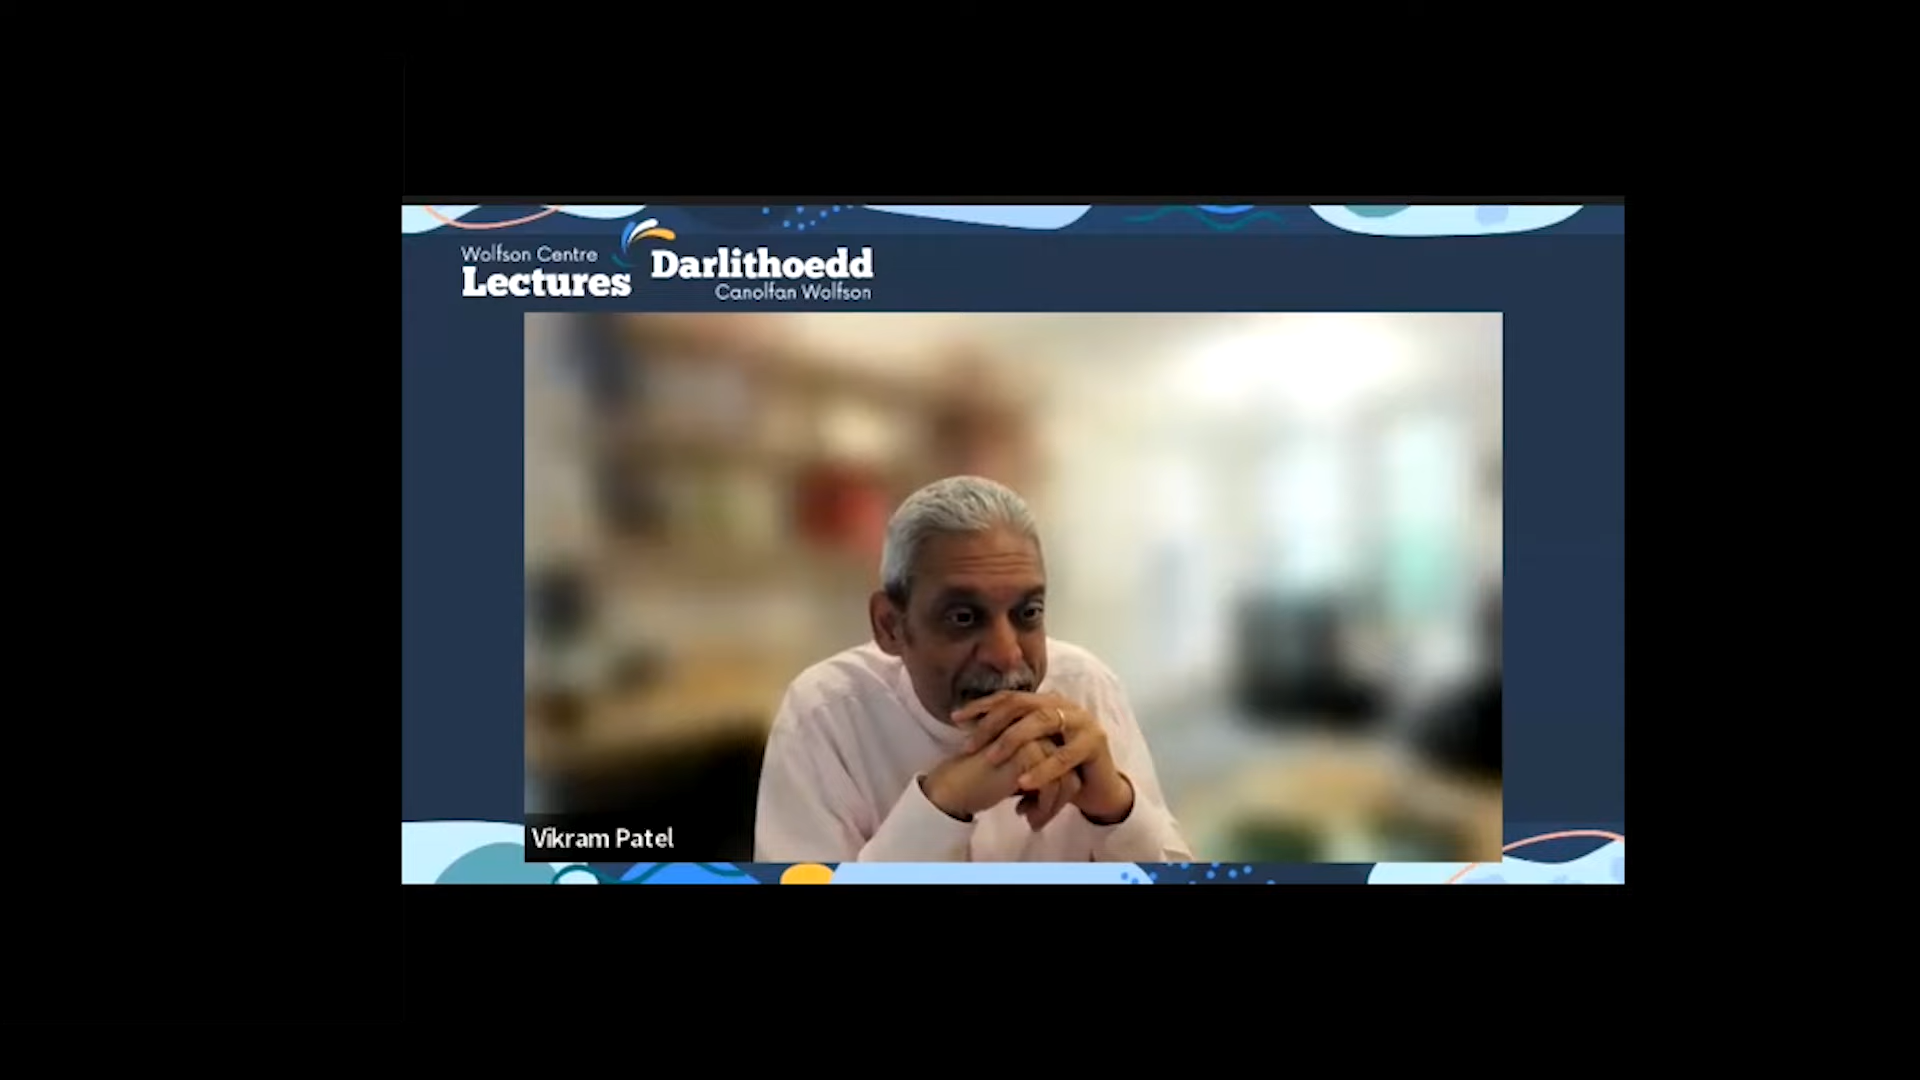 Wolfson Centre
Lectures
Darlithoedd
Canolfan Wolfson
Vikram Patel